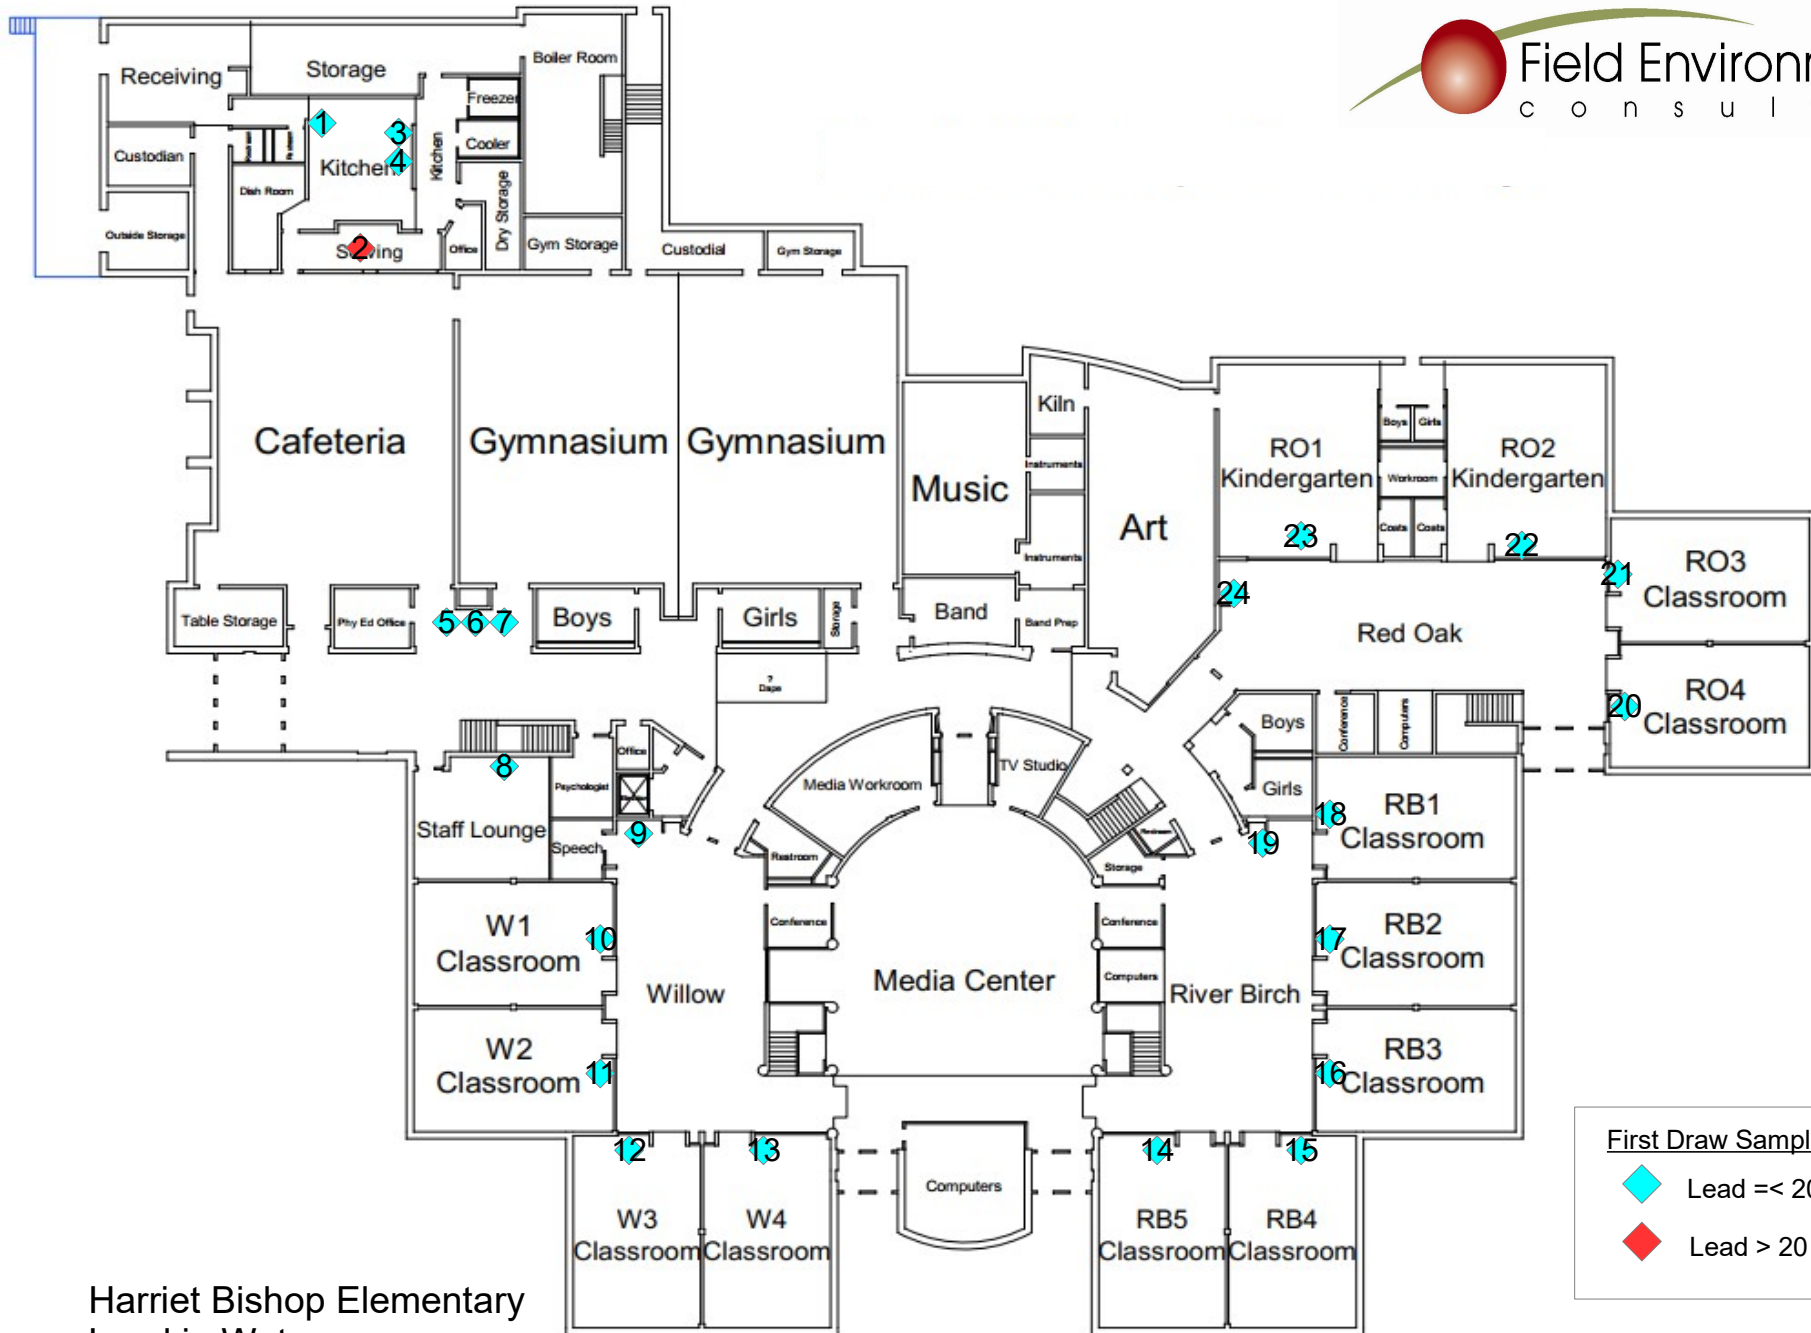 Field Environ
c o n s u l
Receiving
Storage
Boiler Room
Freezer
1
3
Cooler
Custodian
Kitchen
4
Kitchen
Dish Room
Dry Storage
Outside Storage
2
Office
Gym Storage
Custodial
Gym Storage
Cafeteria
Gymnasium
Gymnasium
Music
Kiln
Instruments
Instruments
Art
RO1
Kindergarten
Boys
Girls
Workroom
Coats
Coats
RO2
Kindergarten
23
22
21
RO3
Classroom
24
Table Storage
Phy Ed Office
5
6
7
Boys
Girls
Storage
Band
Band Prep
Red Oak
?
Dape
RO4
Classroom
20
Boys
Conference
Computers
8
Office
Psychologist
Media Workroom
TV Studio
Girls
18
RB1
Classroom
Staff Lounge
Speech
9
Restroom
Restroom
Storage
19
W1
Classroom
10
Conference
Conference
17
RB2
Classroom
Willow
Media Center
Computers
River Birch
W2
Classroom
11
16
RB3
Classroom
12
13
14
15
Computers
W3
Classroom
W4
Classroom
RB5
Classroom
RB4
Classroom
First Draw Sampl
Lead =< 20
Lead > 20
Harriet Bishop Elementary